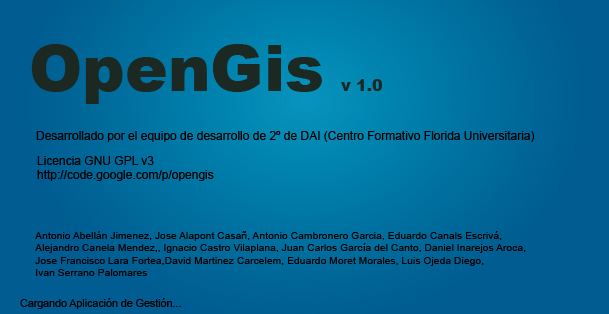 OpenGis v 1.0
Desarrollado por el equipo de desarrollo de 2º de DAI (Centro Formativo Florida Universitaria)
Licencia GNU GPL v3
http://code.google.com/p/opengis
Antonio Abellán Jimenez, Jose Alapont Casañ, Antonio Cambronero Garcia, Eduardo Canals Escrivá,
Alejandro Canela Mendez,, Ignacio Castro Vilaplana, Juan Carlos García del Canto, Daniel Inarejos Aroca,
Jose Francisco Lara Fortea,David Martinez Carcelem, Eduardo Moret Morales, Luis Ojeda Diego,
Ivan Serrano Palomares
Cargando Aplicación de Gestión...